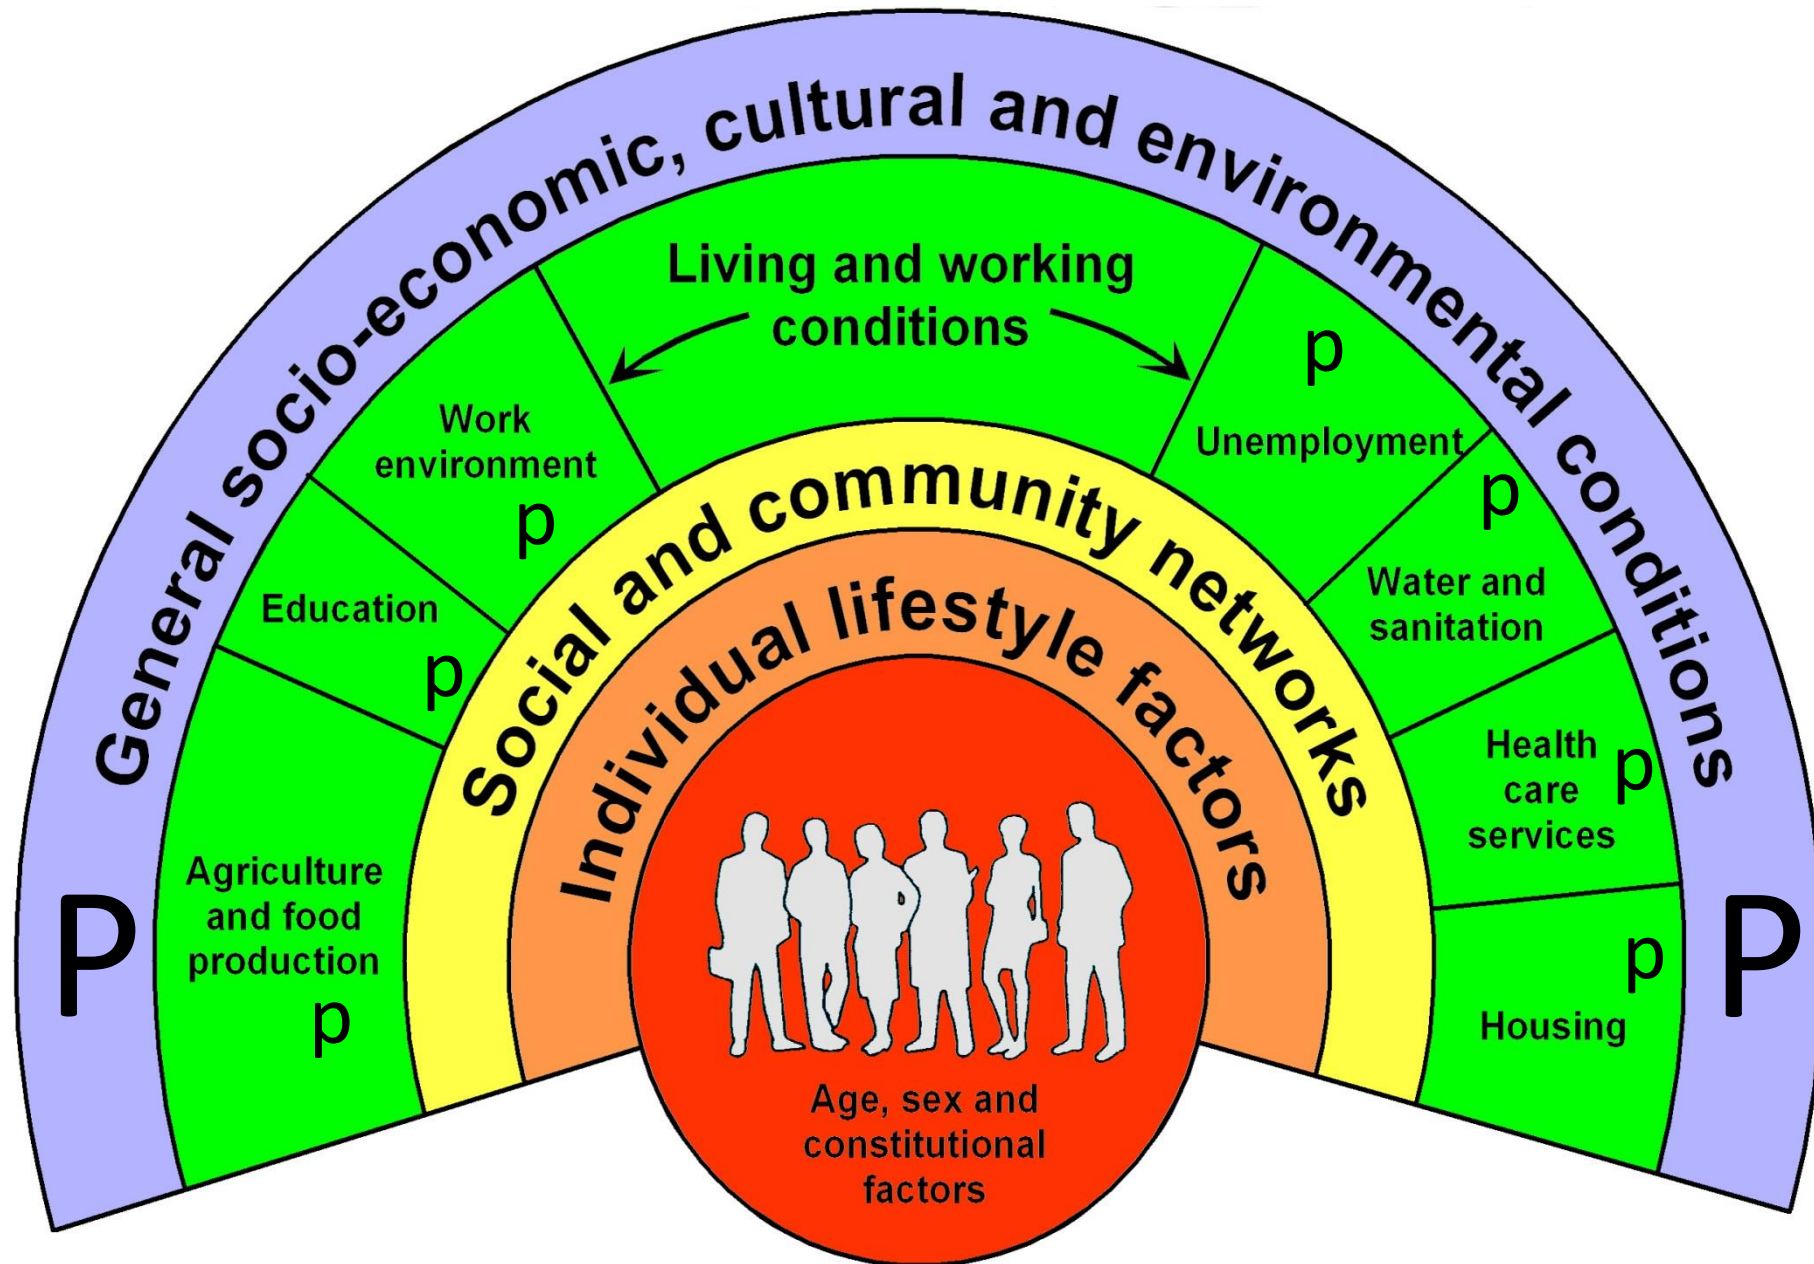 General socio-economic, cultural and environmental conditions
Living and working
conditions
Work
environment
p
Education
p
Agriculture
and food
production
p
p
Unemployment
p
Water and
sanitation
Health
care
services
p
p
Housing
P
P
Social and community networks
Individual lifestyle factors
Age, sex and
constitutional
factors